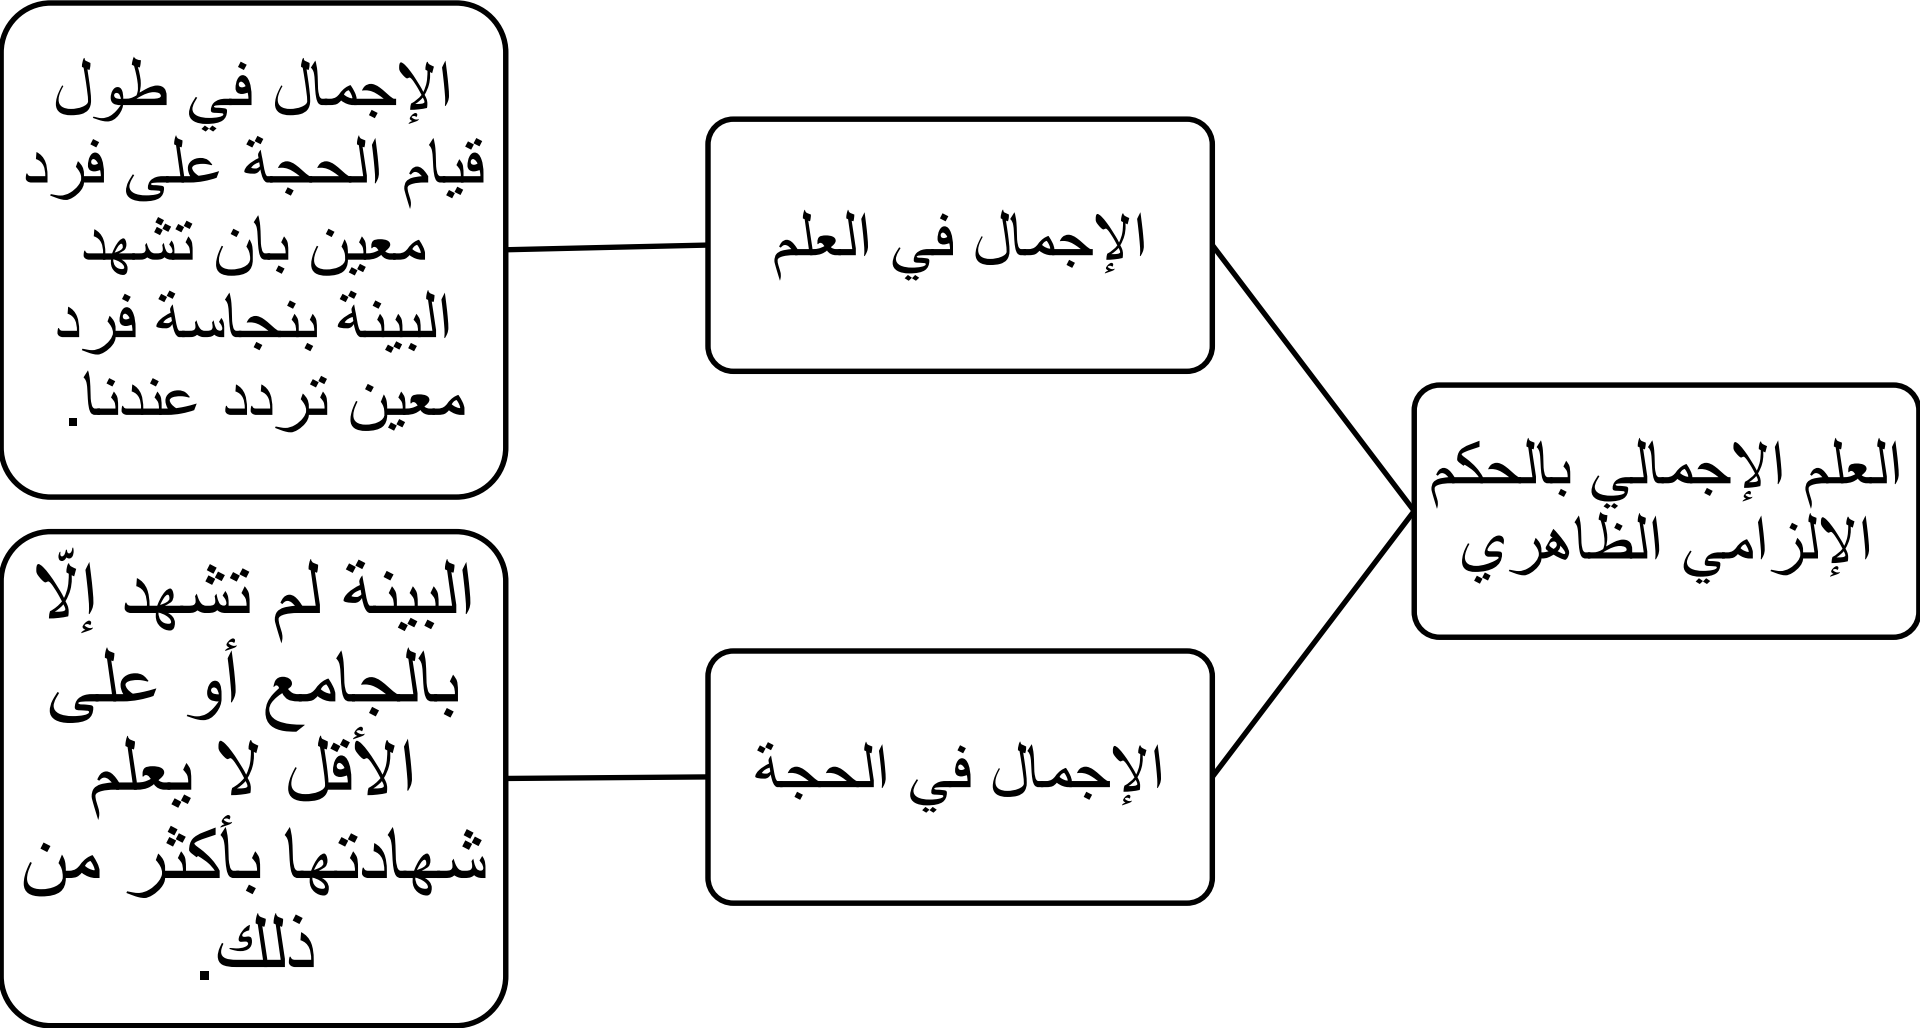 العلم الإجمالي بالحكم
الإلزامي الظاهري
الإجمال في العلم
الإجمال في طول
قيام الحجة على فرد
معين بان تشهد
البينة بنجاسة فرد
معين تردد عندنا.
الإجمال في الحجة
البينة لم تشهد إلّا
بالجامع أو على
الأقل لا يعلم
شهادتها بأكثر من
ذلك.